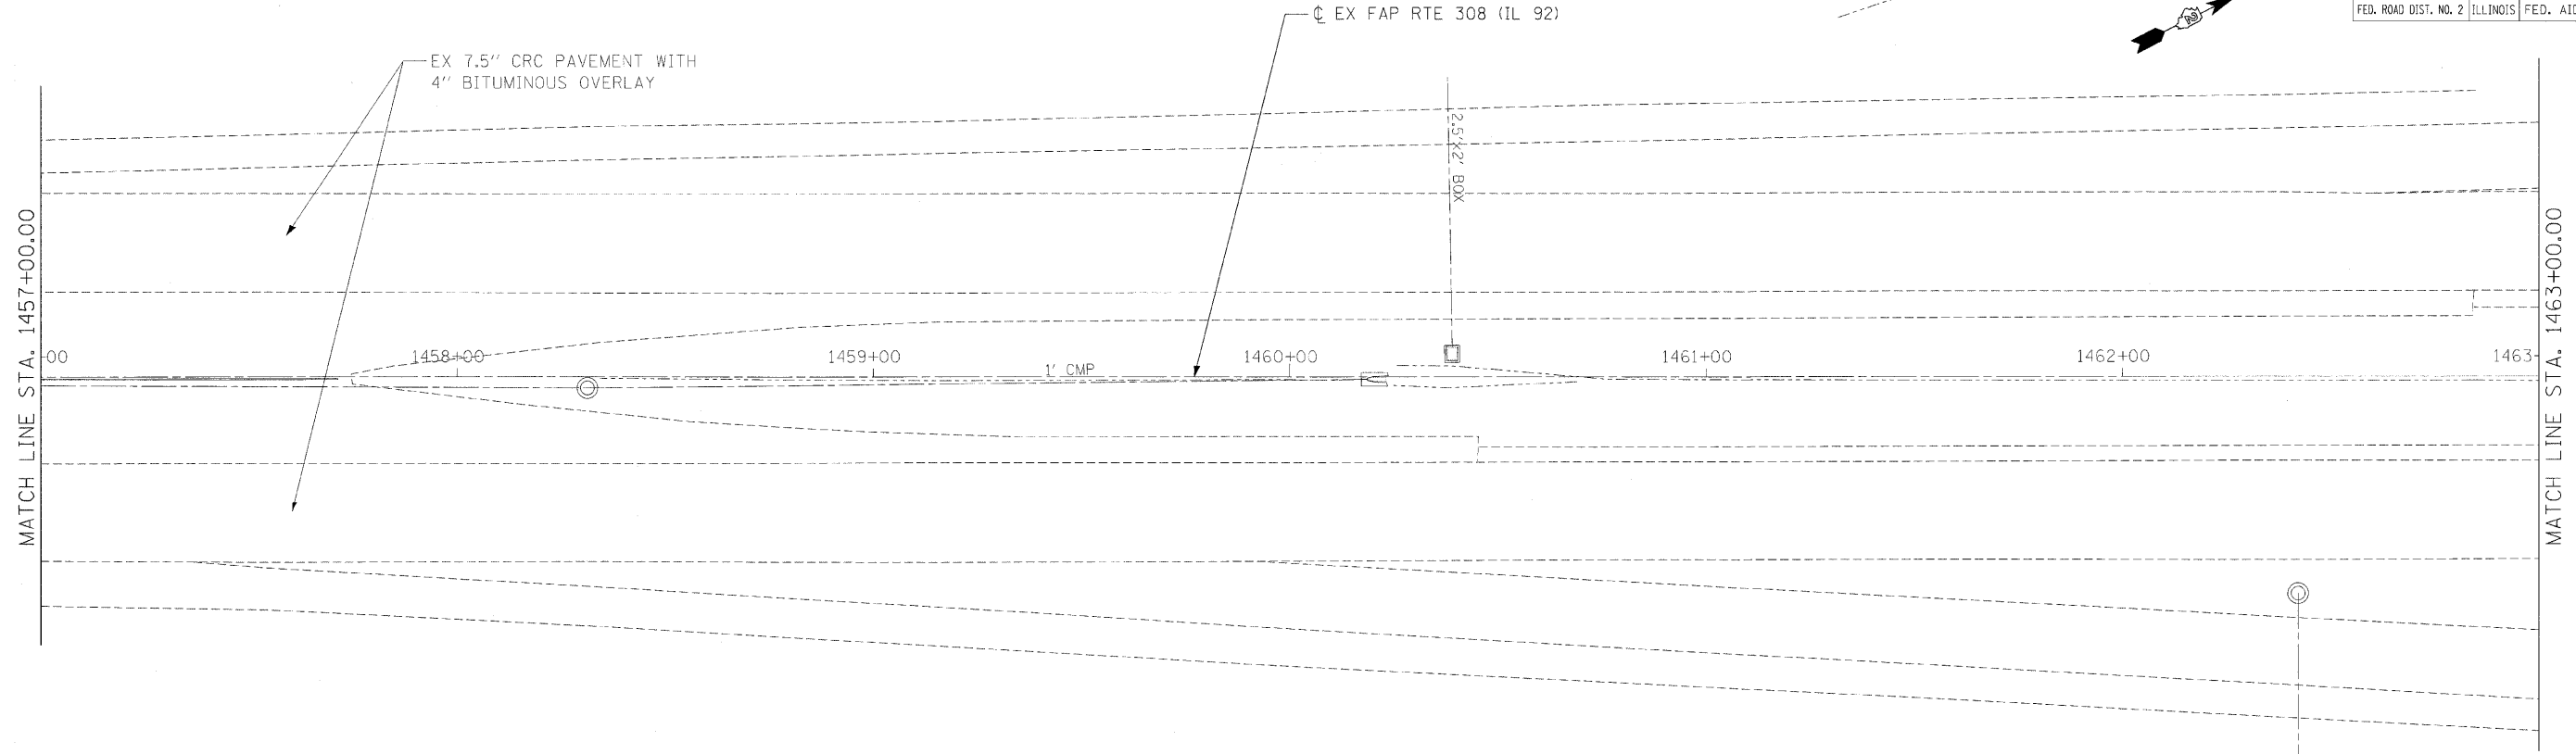 ℄ EX FAP RTE 308 (IL 92)
FED. ROAD DIST. NO. 2 ILLINOIS FED. AID
EX 7.5" CRC PAVEMENT WITH
4" BITUMINOUS OVERLAY
2.5'X2' BOX
MATCH LINE STA. 1457+00.00
MATCH LINE STA. 1463+00.00
+00 1458+00 1459+00 1460+00 1461+00 1462+00 1463+
1' CMP